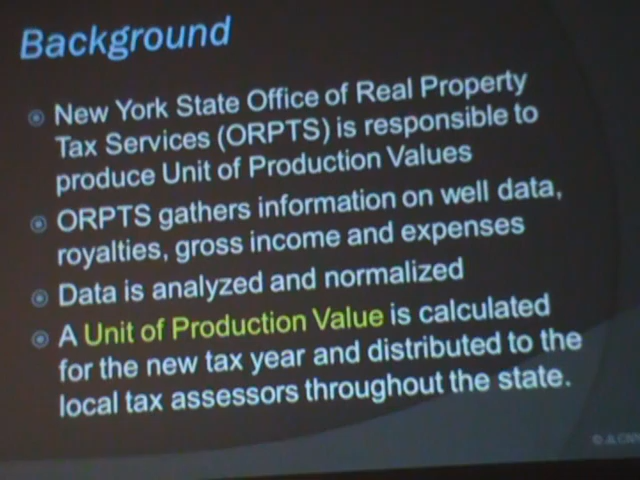 Background
New York State Office of Real Property
Tax Services (ORPTS) is responsible to
produce Unit of Production Values
ORPTS gathers information on well data,
royalties, gross income and expenses
Data is analyzed and normalized
A Unit of Production Value is calculated
for the new tax year and distributed to the
local tax assessors throughout the state.